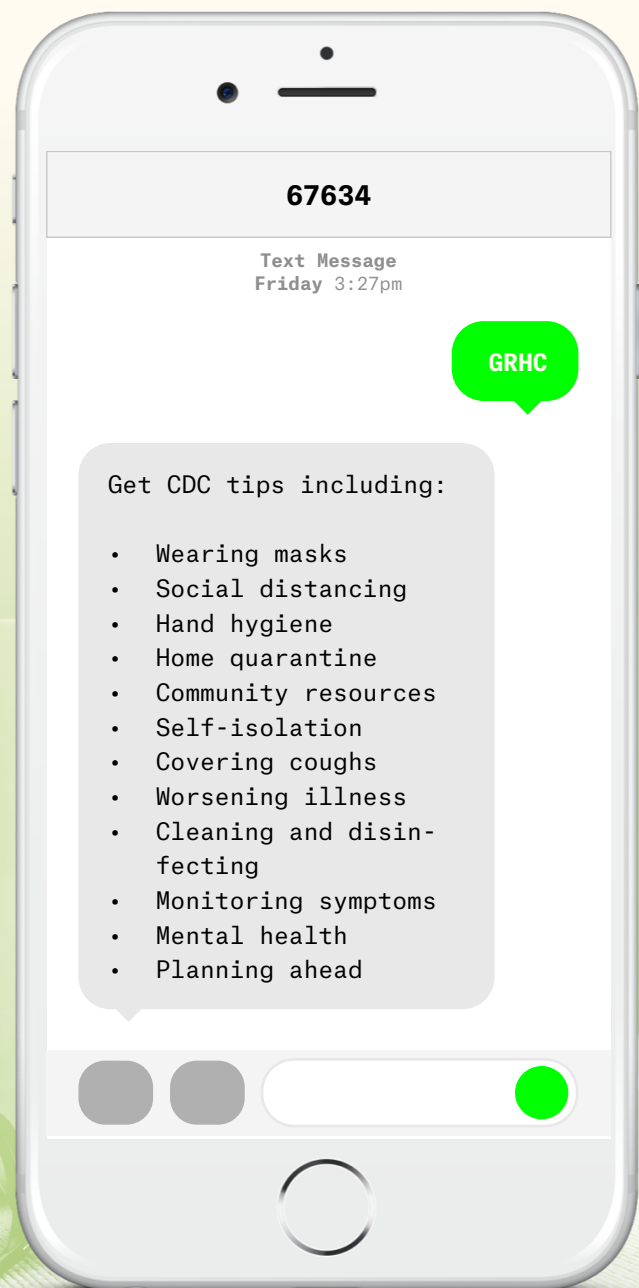 67634
Text Message
Friday 3:27pm
GRHC
Get CDC tips including:
• Wearing masks
• Social distancing
• Hand hygiene
• Home quarantine
• Community resources
• Self-isolation
• Covering coughs
• Worsening illness
• Cleaning and disin-
fecting
• Monitoring symptoms
• Mental health
• Planning ahead